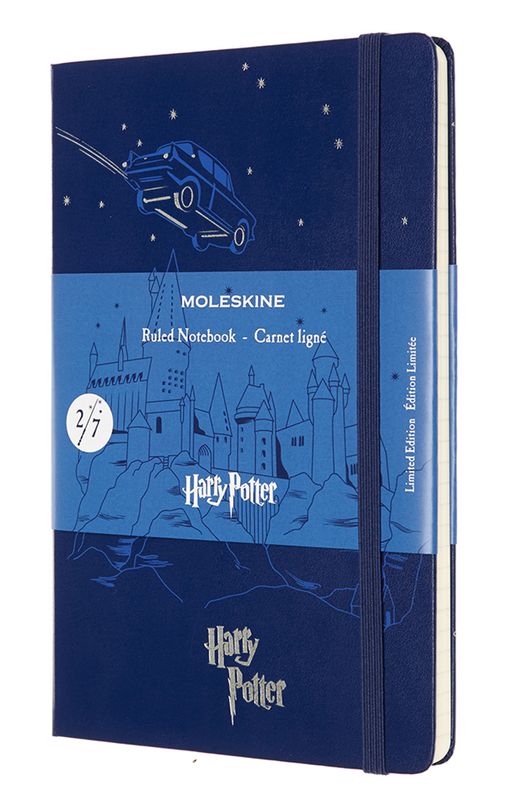 MOLESKINE
Ruled Notebook - Carnet ligné
2/7
Harry Potter
Limited Edition Édition Limitée
Harry
Potter